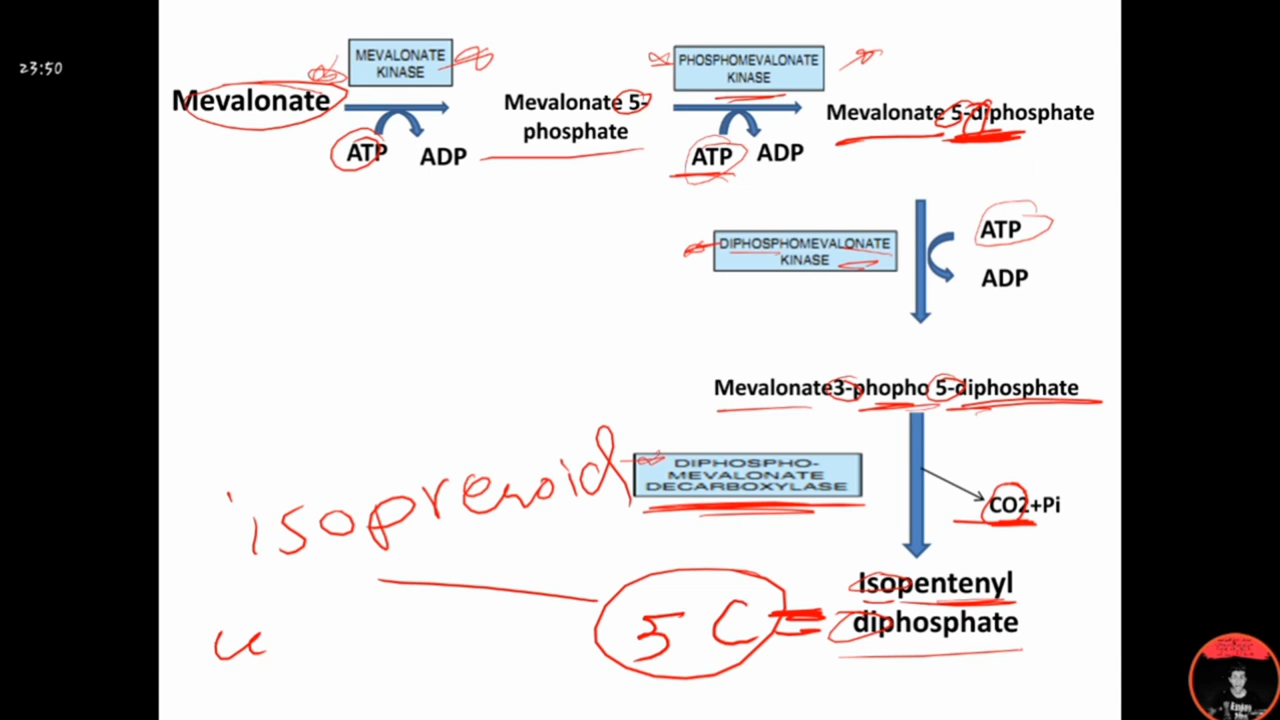 23:50
MEVALONATE
KINASE
Mevalonate
ATP
ADP
Mevalonate 5-
phosphate
PHOSPHOMEVALONATE
KINASE
ATP
ADP
Mevalonate 5-diphosphate
DIPHOSPHOMEVALONATE
KINASE
ATP
ADP
Mevalonate3-phopho 5-diphosphate
DIPHOSPHO-
MEVALONATE
DECARBOXYLASE
CO2+Pi
isoprenoid
Isopentenyl
diphosphate
5 C =